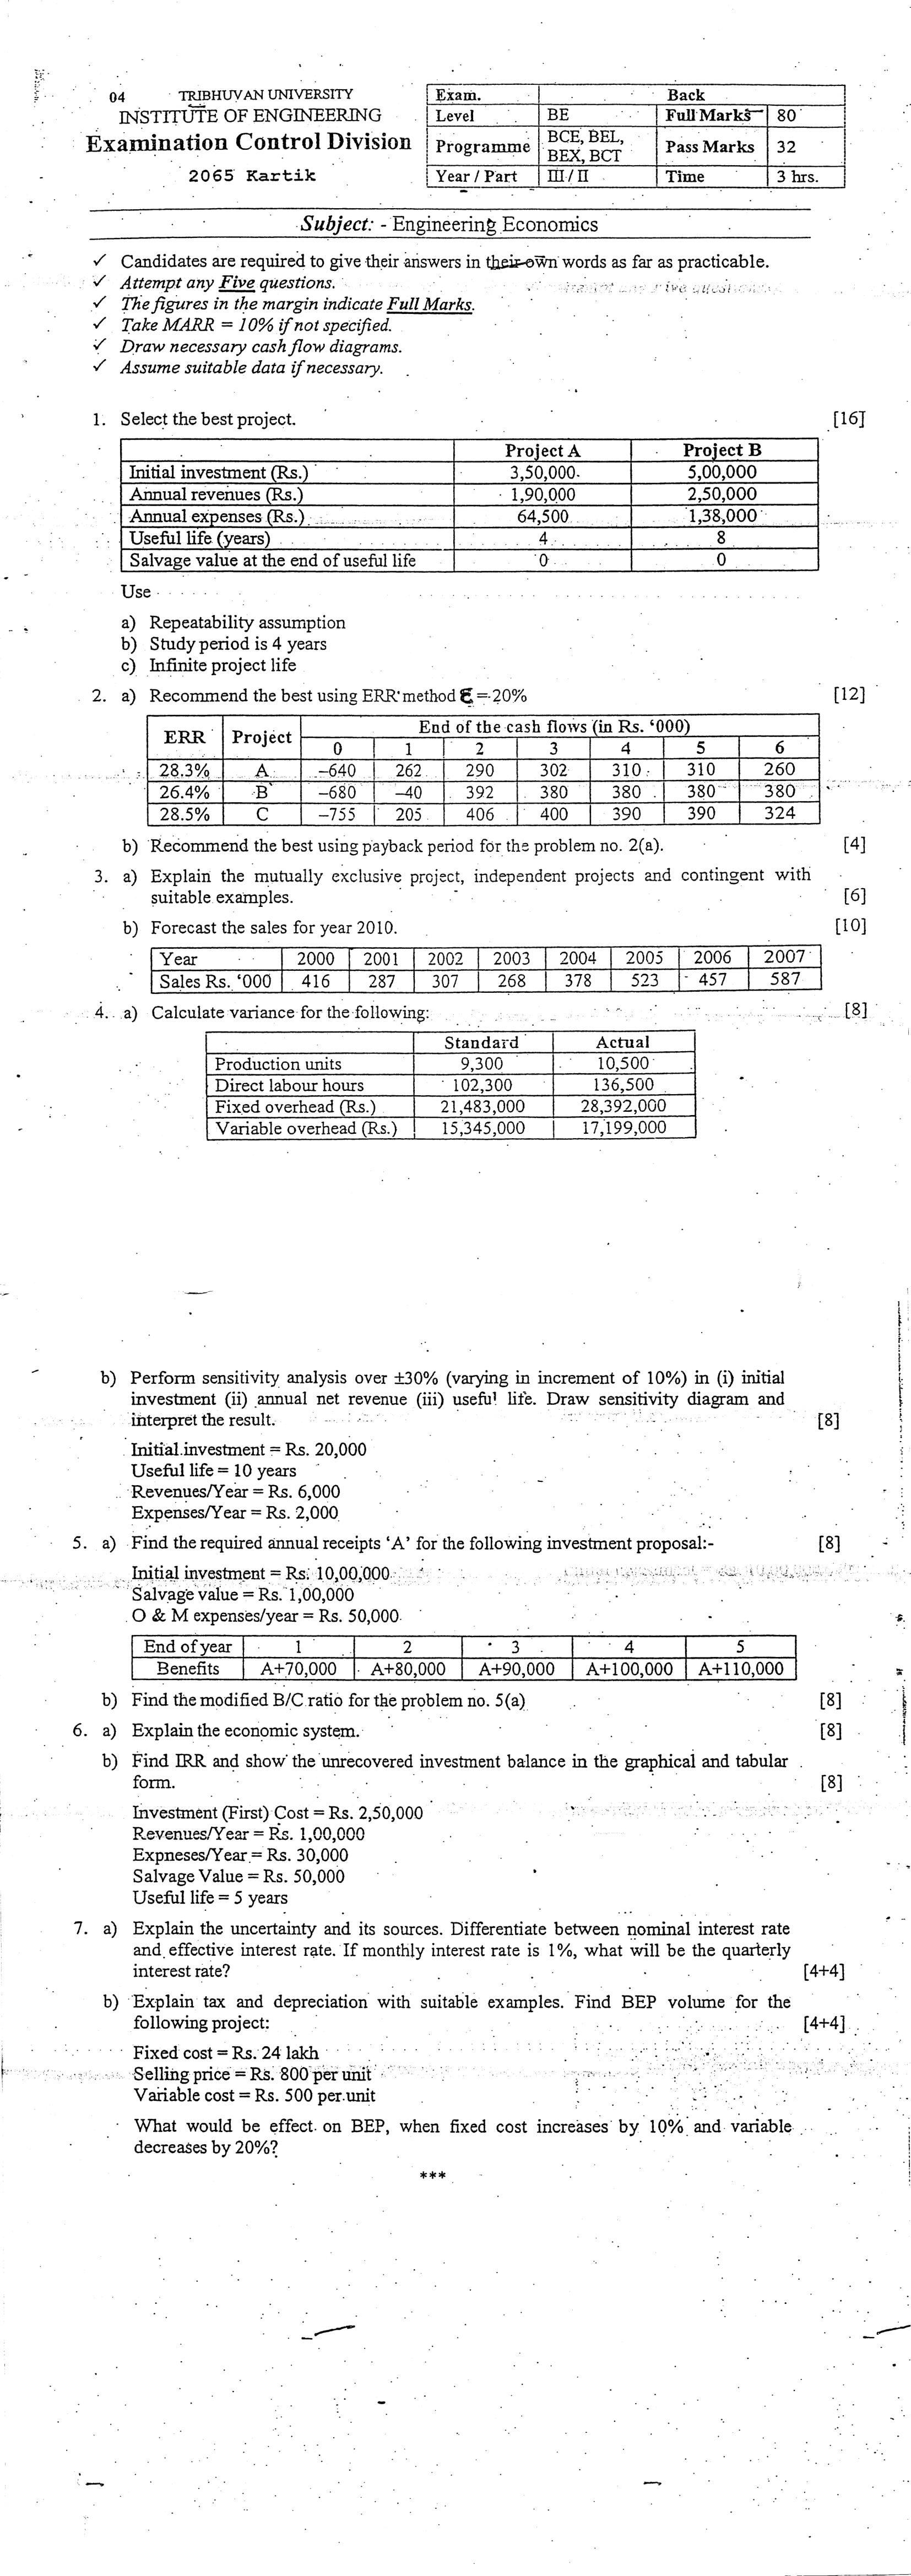 04 TRIBHUVAN UNIVERSITY
INSTITUTE OF ENGINEERING
Examination Control Division
2065 Kartik
Exam. Back
Level BE Full Marks 80
Programme BCE, BEL, BEX, BCT Pass Marks 32
Year / Part III / II Time 3 hrs.
Subject: - Engineering Economics
✓ Candidates are required to give their answers in their own words as far as practicable.
✓ Attempt any Five questions.
✓ The figures in the margin indicate Full Marks.
✓ Take MARR = 10% if not specified.
✓ Draw necessary cash flow diagrams.
✓ Assume suitable data if necessary.
1. Select the best project. [16]
Project A Project B
Initial investment (Rs.) 3,50,000 5,00,000
Annual revenues (Rs.) 1,90,000 2,50,000
Annual expenses (Rs.) 64,500 1,38,000
Useful life (years) 4 8
Salvage value at the end of useful life 0 0
Use
a) Repeatability assumption
b) Study period is 4 years
c) Infinite project life
2. a) Recommend the best using ERR method Є = 20% [12]
ERR Project End of the cash flows (in Rs. ‘000)
0 1 2 3 4 5 6
28.3% A –640 262 290 302 310 310 260
26.4% B –680 –40 392 380 380 380 380
28.5% C –755 205 406 400 390 390 324
b) Recommend the best using payback period for the problem no. 2(a). [4]
3. a) Explain the mutually exclusive project, independent projects and contingent with
suitable examples. [6]
b) Forecast the sales for year 2010. [10]
Year 2000 2001 2002 2003 2004 2005 2006 2007
Sales Rs. ‘000 416 287 307 268 378 523 457 587
4. a) Calculate variance for the following: [8]
Standard Actual
Production units 9,300 10,500
Direct labour hours 102,300 136,500
Fixed overhead (Rs.) 21,483,000 28,392,000
Variable overhead (Rs.) 15,345,000 17,199,000
b) Perform sensitivity analysis over ±30% (varying in increment of 10%) in (i) initial
investment (ii) annual net revenue (iii) useful life. Draw sensitivity diagram and
interpret the result. [8]
Initial investment = Rs. 20,000
Useful life = 10 years
Revenues/Year = Rs. 6,000
Expenses/Year = Rs. 2,000
5. a) Find the required annual receipts ‘A’ for the following investment proposal:- [8]
Initial investment = Rs. 10,00,000
Salvage value = Rs. 1,00,000
O & M expenses/year = Rs. 50,000
End of year 1 2 3 4 5
Benefits A+70,000 A+80,000 A+90,000 A+100,000 A+110,000
b) Find the modified B/C ratio for the problem no. 5(a) [8]
6. a) Explain the economic system. [8]
b) Find IRR and show the unrecovered investment balance in the graphical and tabular
form. [8]
Investment (First) Cost = Rs. 2,50,000
Revenues/Year = Rs. 1,00,000
Expneses/Year = Rs. 30,000
Salvage Value = Rs. 50,000
Useful life = 5 years
7. a) Explain the uncertainty and its sources. Differentiate between nominal interest rate
and effective interest rate. If monthly interest rate is 1%, what will be the quarterly
interest rate? [4+4]
b) Explain tax and depreciation with suitable examples. Find BEP volume for the
following project: [4+4]
Fixed cost = Rs. 24 lakh
Selling price = Rs. 800 per unit
Variable cost = Rs. 500 per unit
What would be effect on BEP, when fixed cost increases by 10% and variable
decreases by 20%?
***